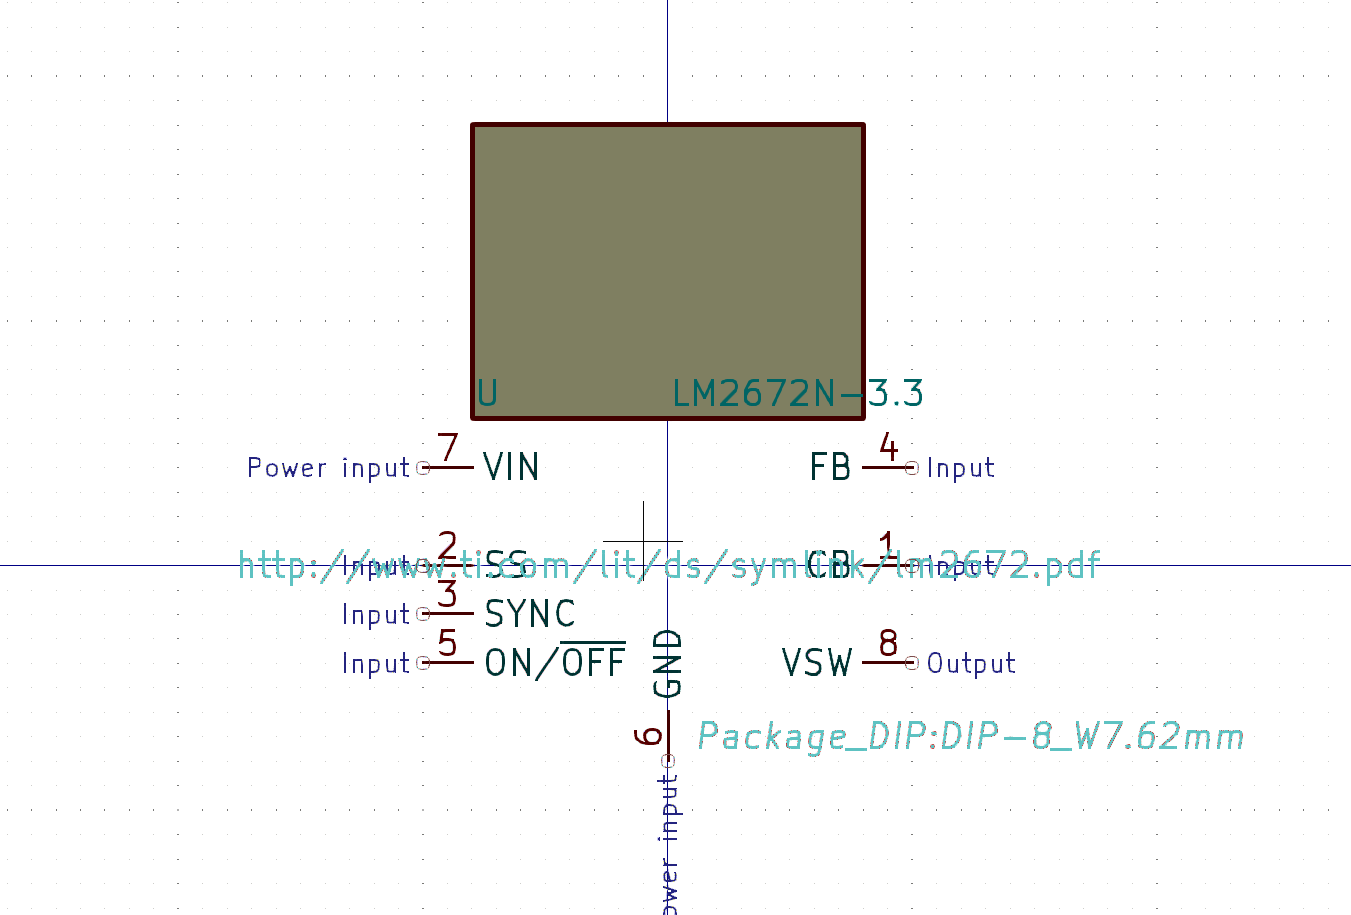 U LM2672N-3.3
7 4
Power input VIN FB Input
2 1
Input SS CB Input
http://www.ti.com/lit/ds/symlink/lm2672.pdf
3
Input SYNC
5 8
Input ON/OFF VSW Output
GND
6
Package_DIP:DIP-8_W7.62mm
ower input